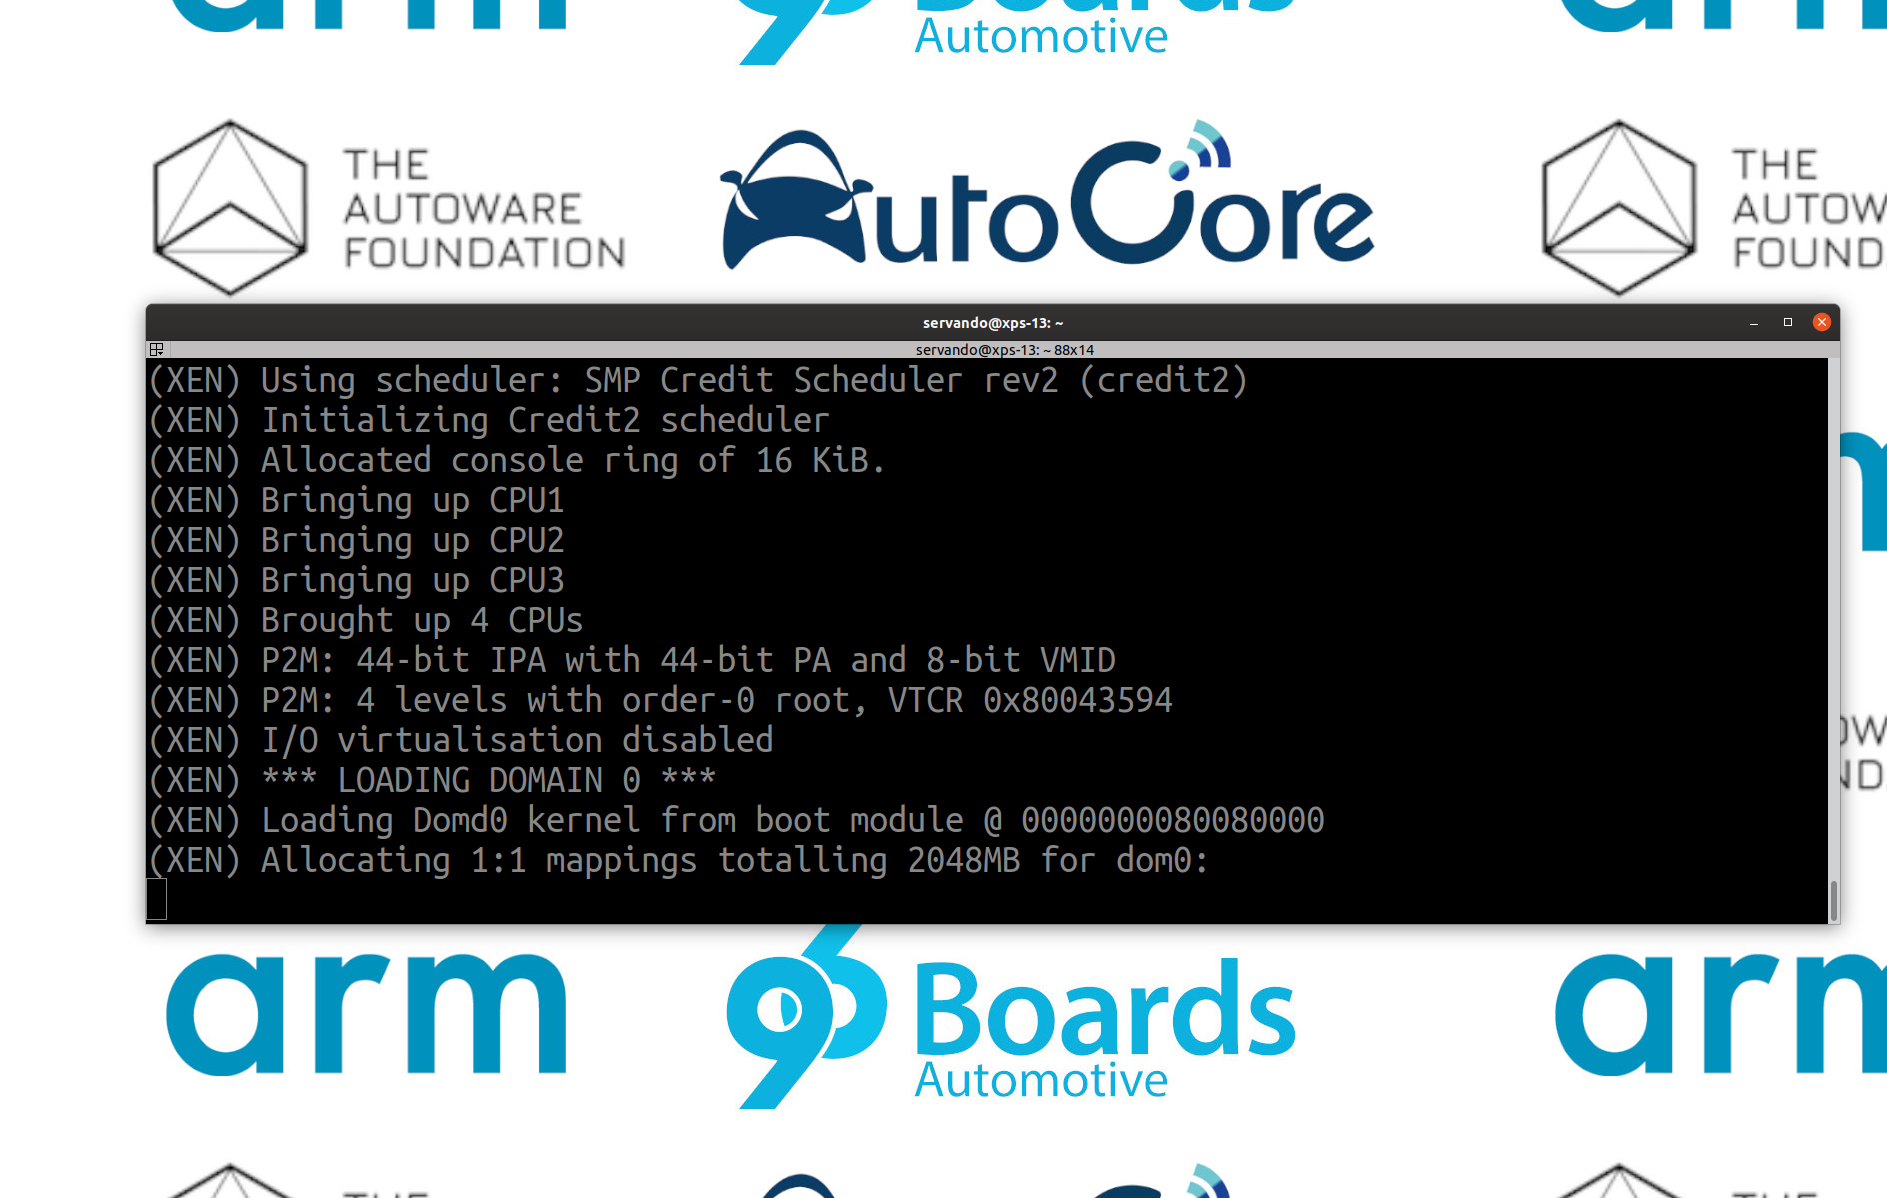 arm
Boards
Automotive
THE
AUTOWARE
FOUNDATION
AutoCore
THE
AUTOW
FOUND
servando@xps-13: ~
servando@xps-13: ~ 88x14
(XEN) Using scheduler: SMP Credit Scheduler rev2 (credit2)
(XEN) Initializing Credit2 scheduler
(XEN) Allocated console ring of 16 KiB.
(XEN) Bringing up CPU1
(XEN) Bringing up CPU2
(XEN) Bringing up CPU3
(XEN) Brought up 4 CPUs
(XEN) P2M: 44-bit IPA with 44-bit PA and 8-bit VMID
(XEN) P2M: 4 levels with order-0 root, VTCR 0x80043594
(XEN) I/O virtualisation disabled
(XEN) *** LOADING DOMAIN 0 ***
(XEN) Loading Domd0 kernel from boot module @ 0000000080080000
(XEN) Allocating 1:1 mappings totalling 2048MB for dom0:
arm
96Boards
Automotive
arm